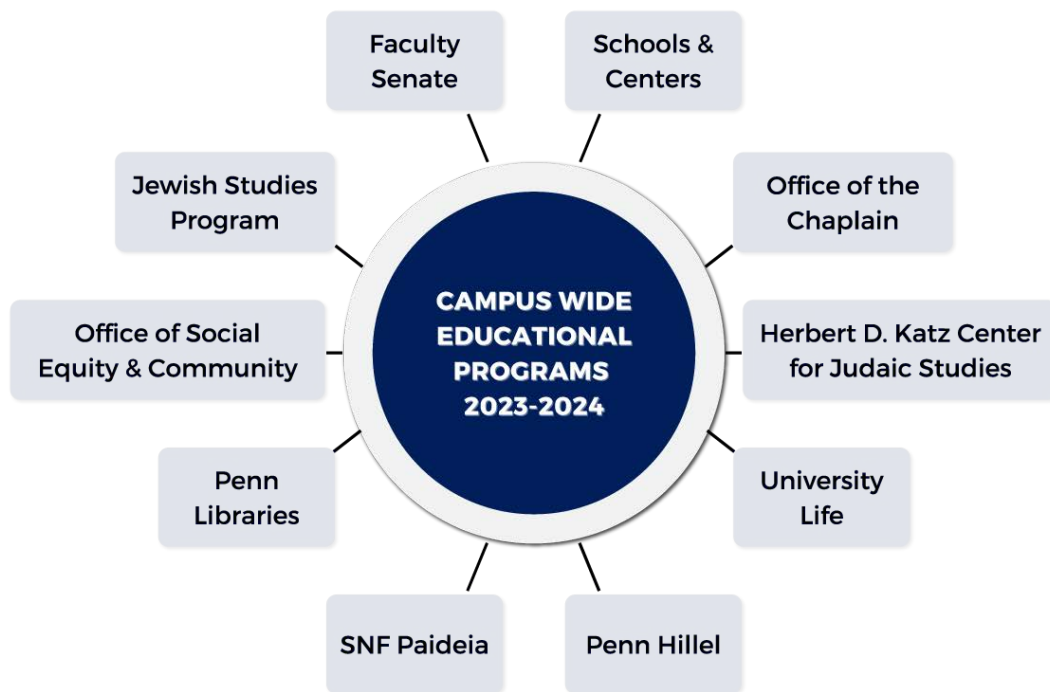 Faculty
Senate
Schools &
Centers
Jewish Studies
Program
Office of the
Chaplain
CAMPUS WIDE
EDUCATIONAL
PROGRAMS
2023-2024
Office of Social
Equity & Community
Herbert D. Katz Center
for Judaic Studies
Penn
Libraries
University
Life
SNF Paideia
Penn Hillel